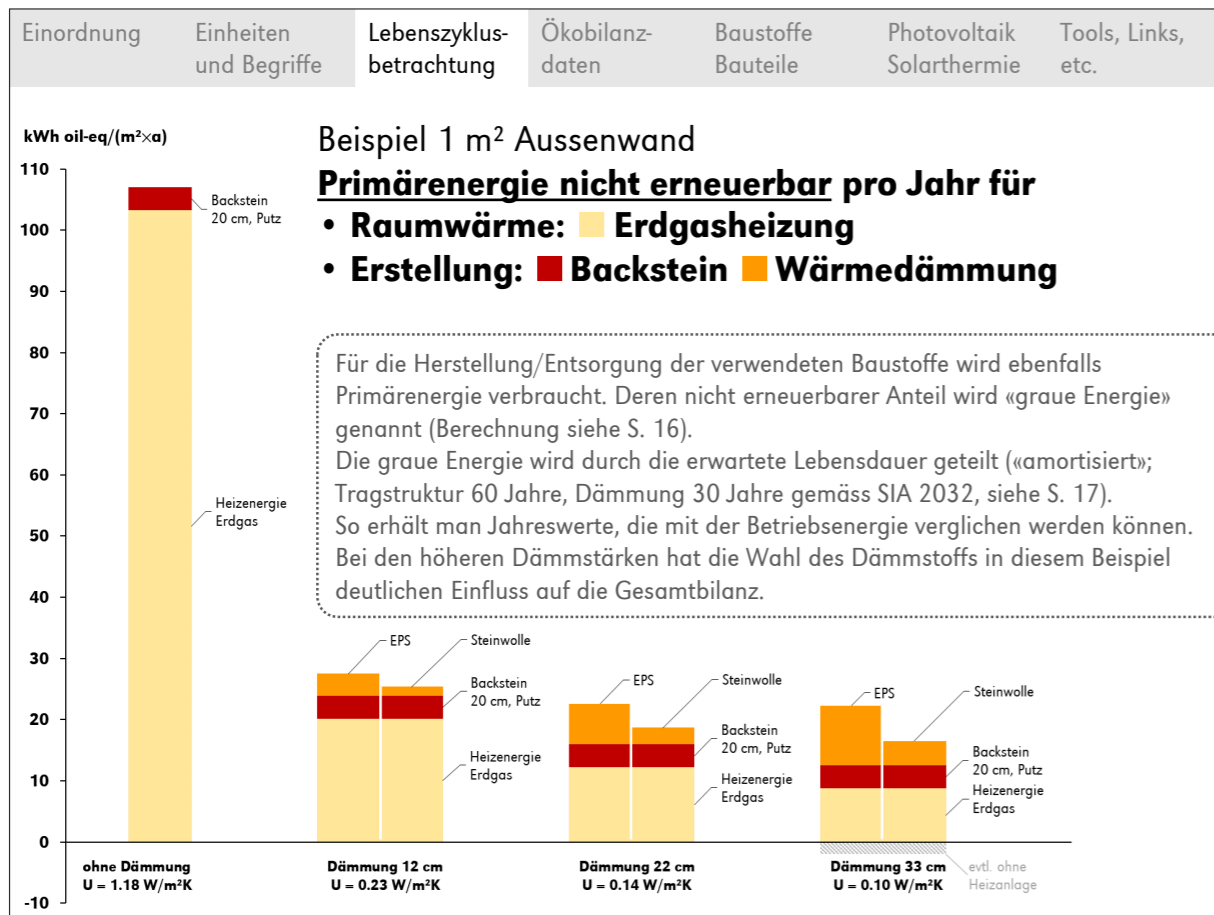 Einordnung
Einheiten
und Begriffe
Lebenszyklus-
betrachtung
Ökobilanz-
daten
Baustoffe
Bauteile
Photovoltaik
Solarthermie
Tools, Links,
etc.
kWh oil-eq/(m²×a)
Beispiel 1 m² Aussenwand
Primärenergie nicht erneuerbar pro Jahr für
• Raumwärme: Erdgasheizung
• Erstellung: Backstein Wärmedämmung
Für die Herstellung/Entsorgung der verwendeten Baustoffe wird ebenfalls
Primärenergie verbraucht. Deren nicht erneuerbarer Anteil wird «graue Energie»
genannt (Berechnung siehe S. 16).
Die graue Energie wird durch die erwartete Lebensdauer geteilt («amortisiert»;
Tragstruktur 60 Jahre, Dämmung 30 Jahre gemäss SIA 2032, siehe S. 17).
So erhält man Jahreswerte, die mit der Betriebsenergie verglichen werden können.
Bei den höheren Dämmstärken hat die Wahl des Dämmstoffs in diesem Beispiel
deutlichen Einfluss auf die Gesamtbilanz.
110
100
90
80
70
60
50
40
30
20
10
0
-10
Backstein
20 cm, Putz
Heizenergie
Erdgas
ohne Dämmung
U = 1.18 W/m²K
EPS
Steinwolle
Backstein
20 cm, Putz
Heizenergie
Erdgas
Dämmung 12 cm
U = 0.23 W/m²K
EPS
Steinwolle
Backstein
20 cm, Putz
Heizenergie
Erdgas
Dämmung 22 cm
U = 0.14 W/m²K
EPS
Steinwolle
Backstein
20 cm, Putz
Heizenergie
Erdgas
Dämmung 33 cm
U = 0.10 W/m²K
evtl. ohne
Heizanlage